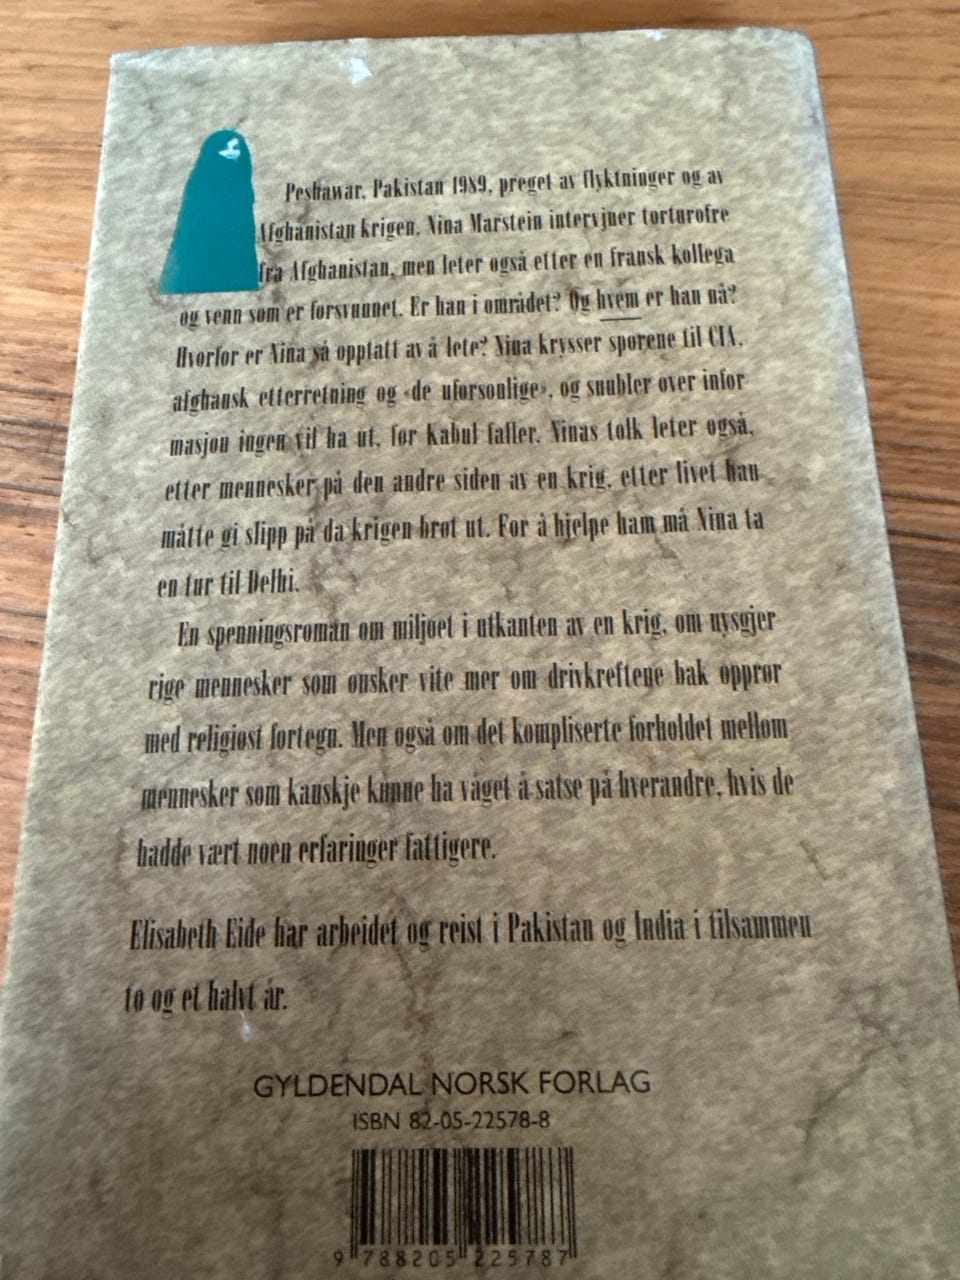 Peshawar, Pakistan 1989, preget av flyktninger og av
Afghanistan krigen. Nina Marstein intervjuer torturofre
fra Afghanistan, men leter også etter en fransk kollega
og venn som er forsvunnet. Er han i området? Og hvem er han nå?
Hvorfor er Nina så opptatt av å lete? Nina krysser sporene til CIA,
afghansk etterretning og «de uforsonlige», og snubler over infor
masjon ingen vil ha ut, før Kabul faller. Ninas tolk leter også,
etter mennesker på den andre siden av en krig, etter livet han
måtte gi slipp på da krigen brøt ut. For å hjelpe ham må Nina ta
en tur til Delhi.
En spenningsroman om miljøet i utkanten av en krig, om nysgjer
rige mennesker som ønsker vite mer om drivkreftene bak opprør
med religiøst fortegn. Men også om det kompliserte forholdet mellom
mennesker som kanskje kunne ha våget å satse på hverandre, hvis de
hadde vært noen erfaringer fattigere.
Elisabeth Eide har arbeidet og reist i Pakistan og India i tilsammen
to og et halvt år.
GYLDENDAL NORSK FORLAG
ISBN 82-05-22578-8
9 788205 225787